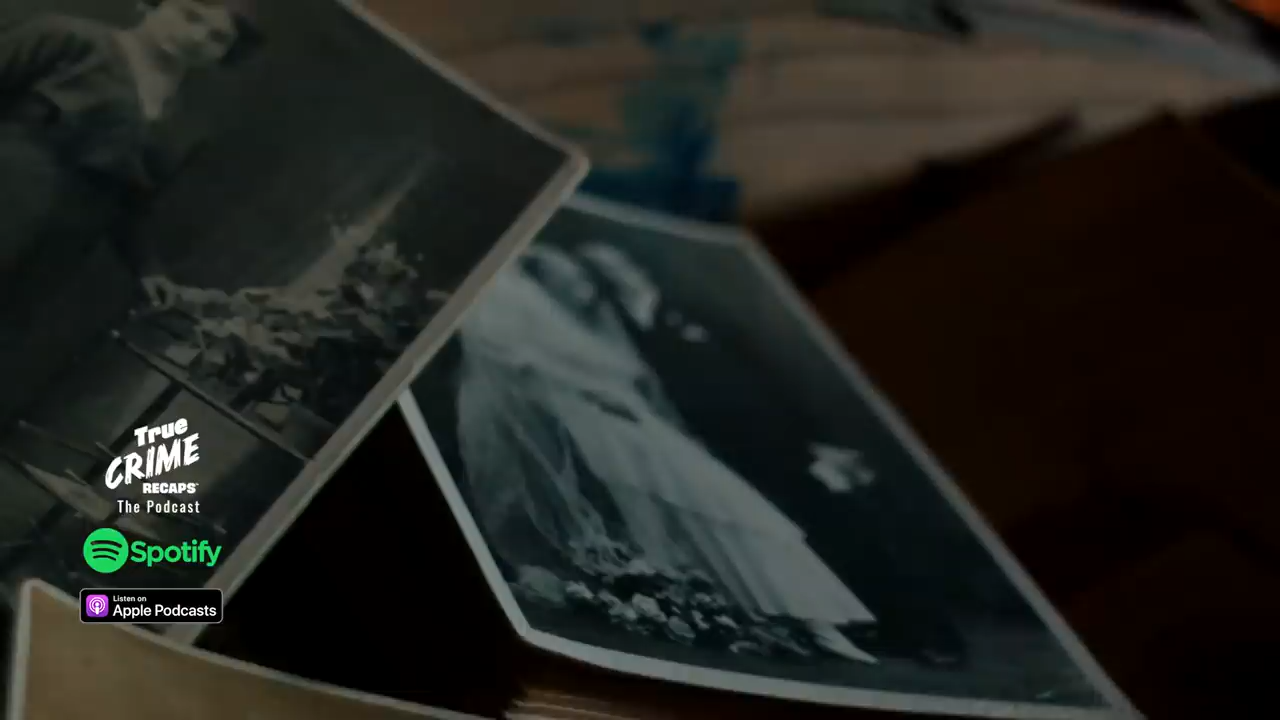 True
CRIME
RECAPS
The Podcast
Spotify
Listen on
Apple Podcasts